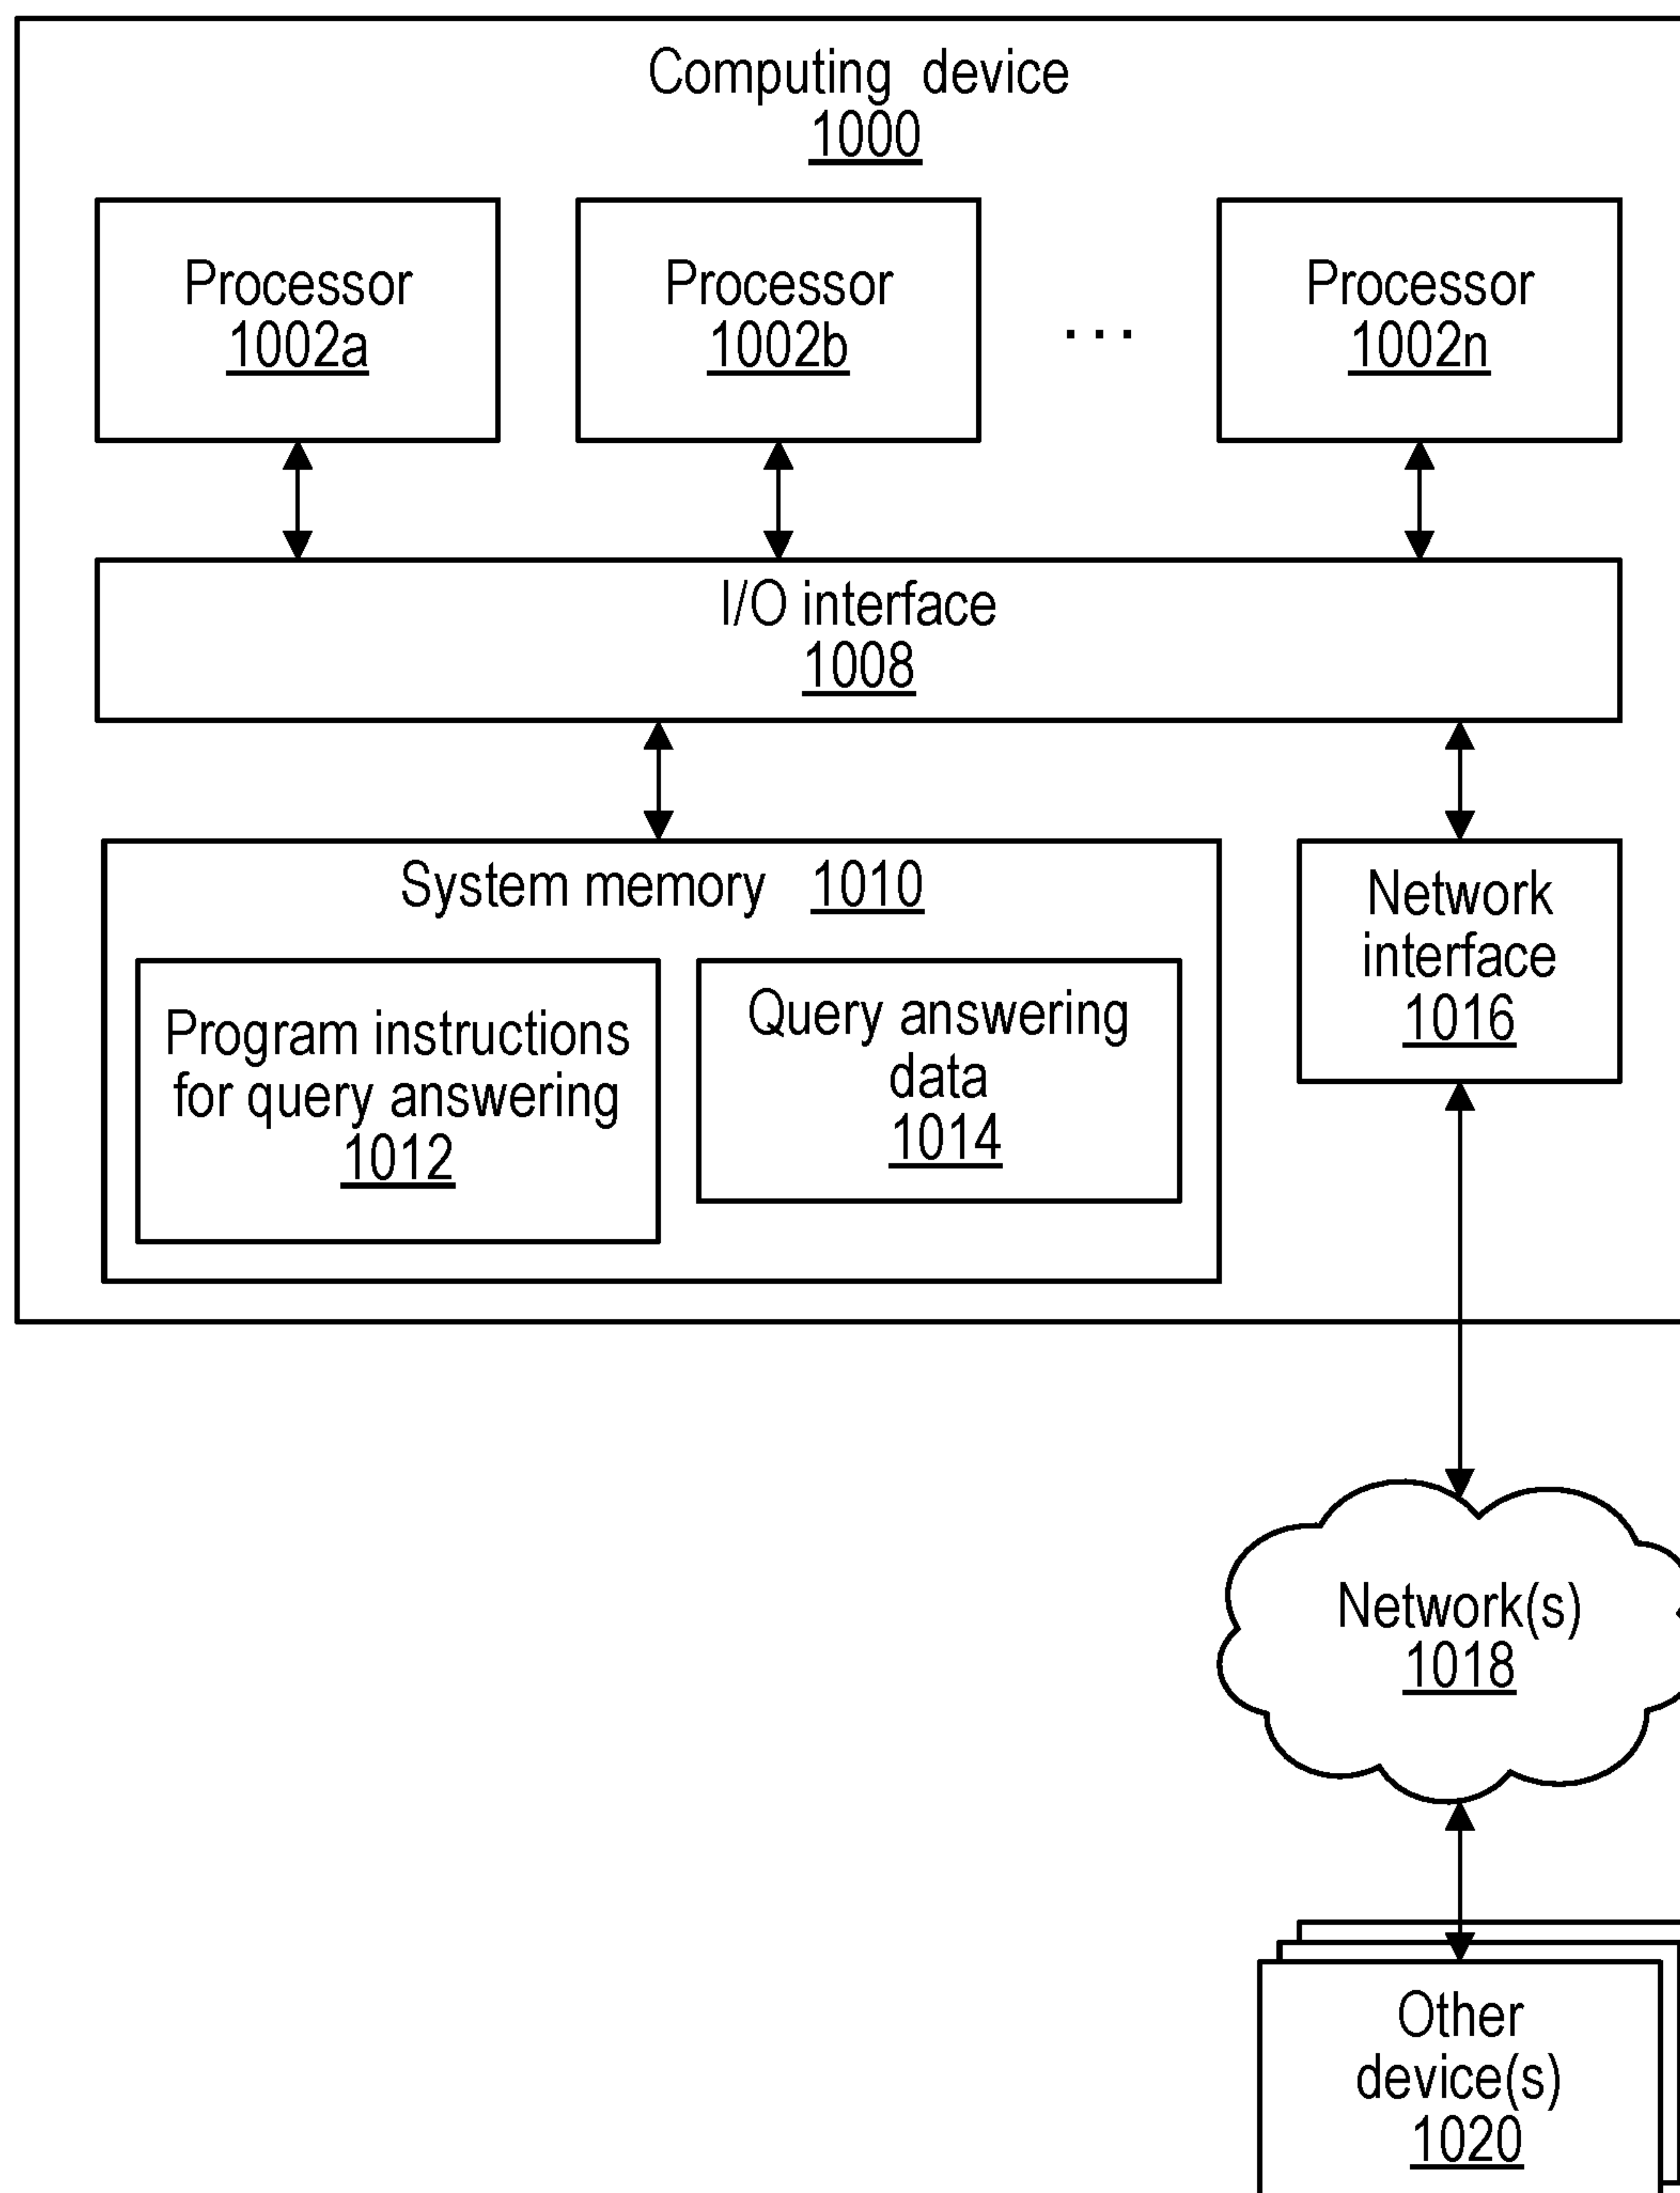 Computing device
1000
Processor
1002a
Processor
1002b
...
Processor
1002n
I/O interface
1008
System memory 1010
Program instructions
for query answering
1012
Query answering
data
1014
Network
interface
1016
Network(s)
1018
Other
device(s)
1020